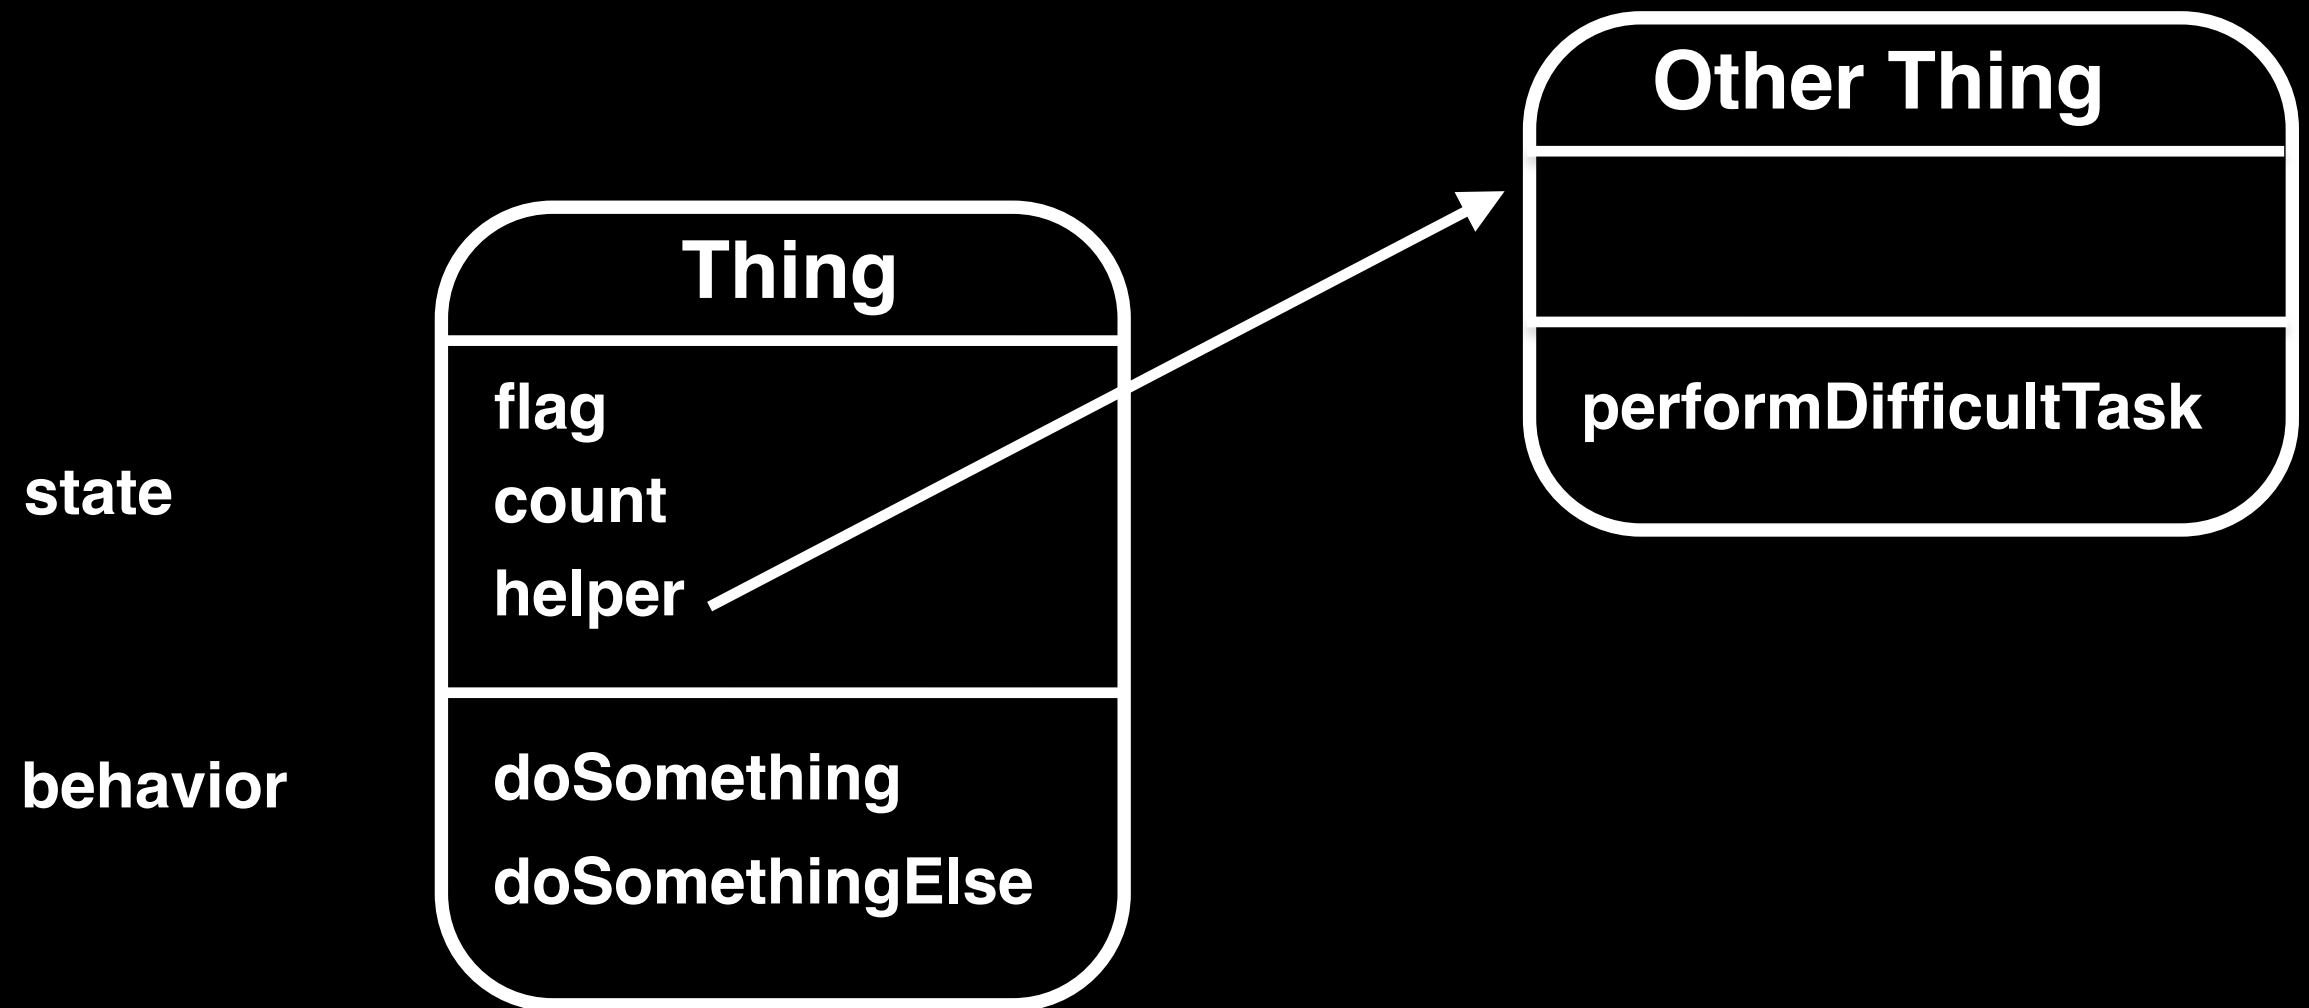 Other Thing
performDifficultTask
Thing
flag
count
helper
doSomething
doSomethingElse
state
behavior